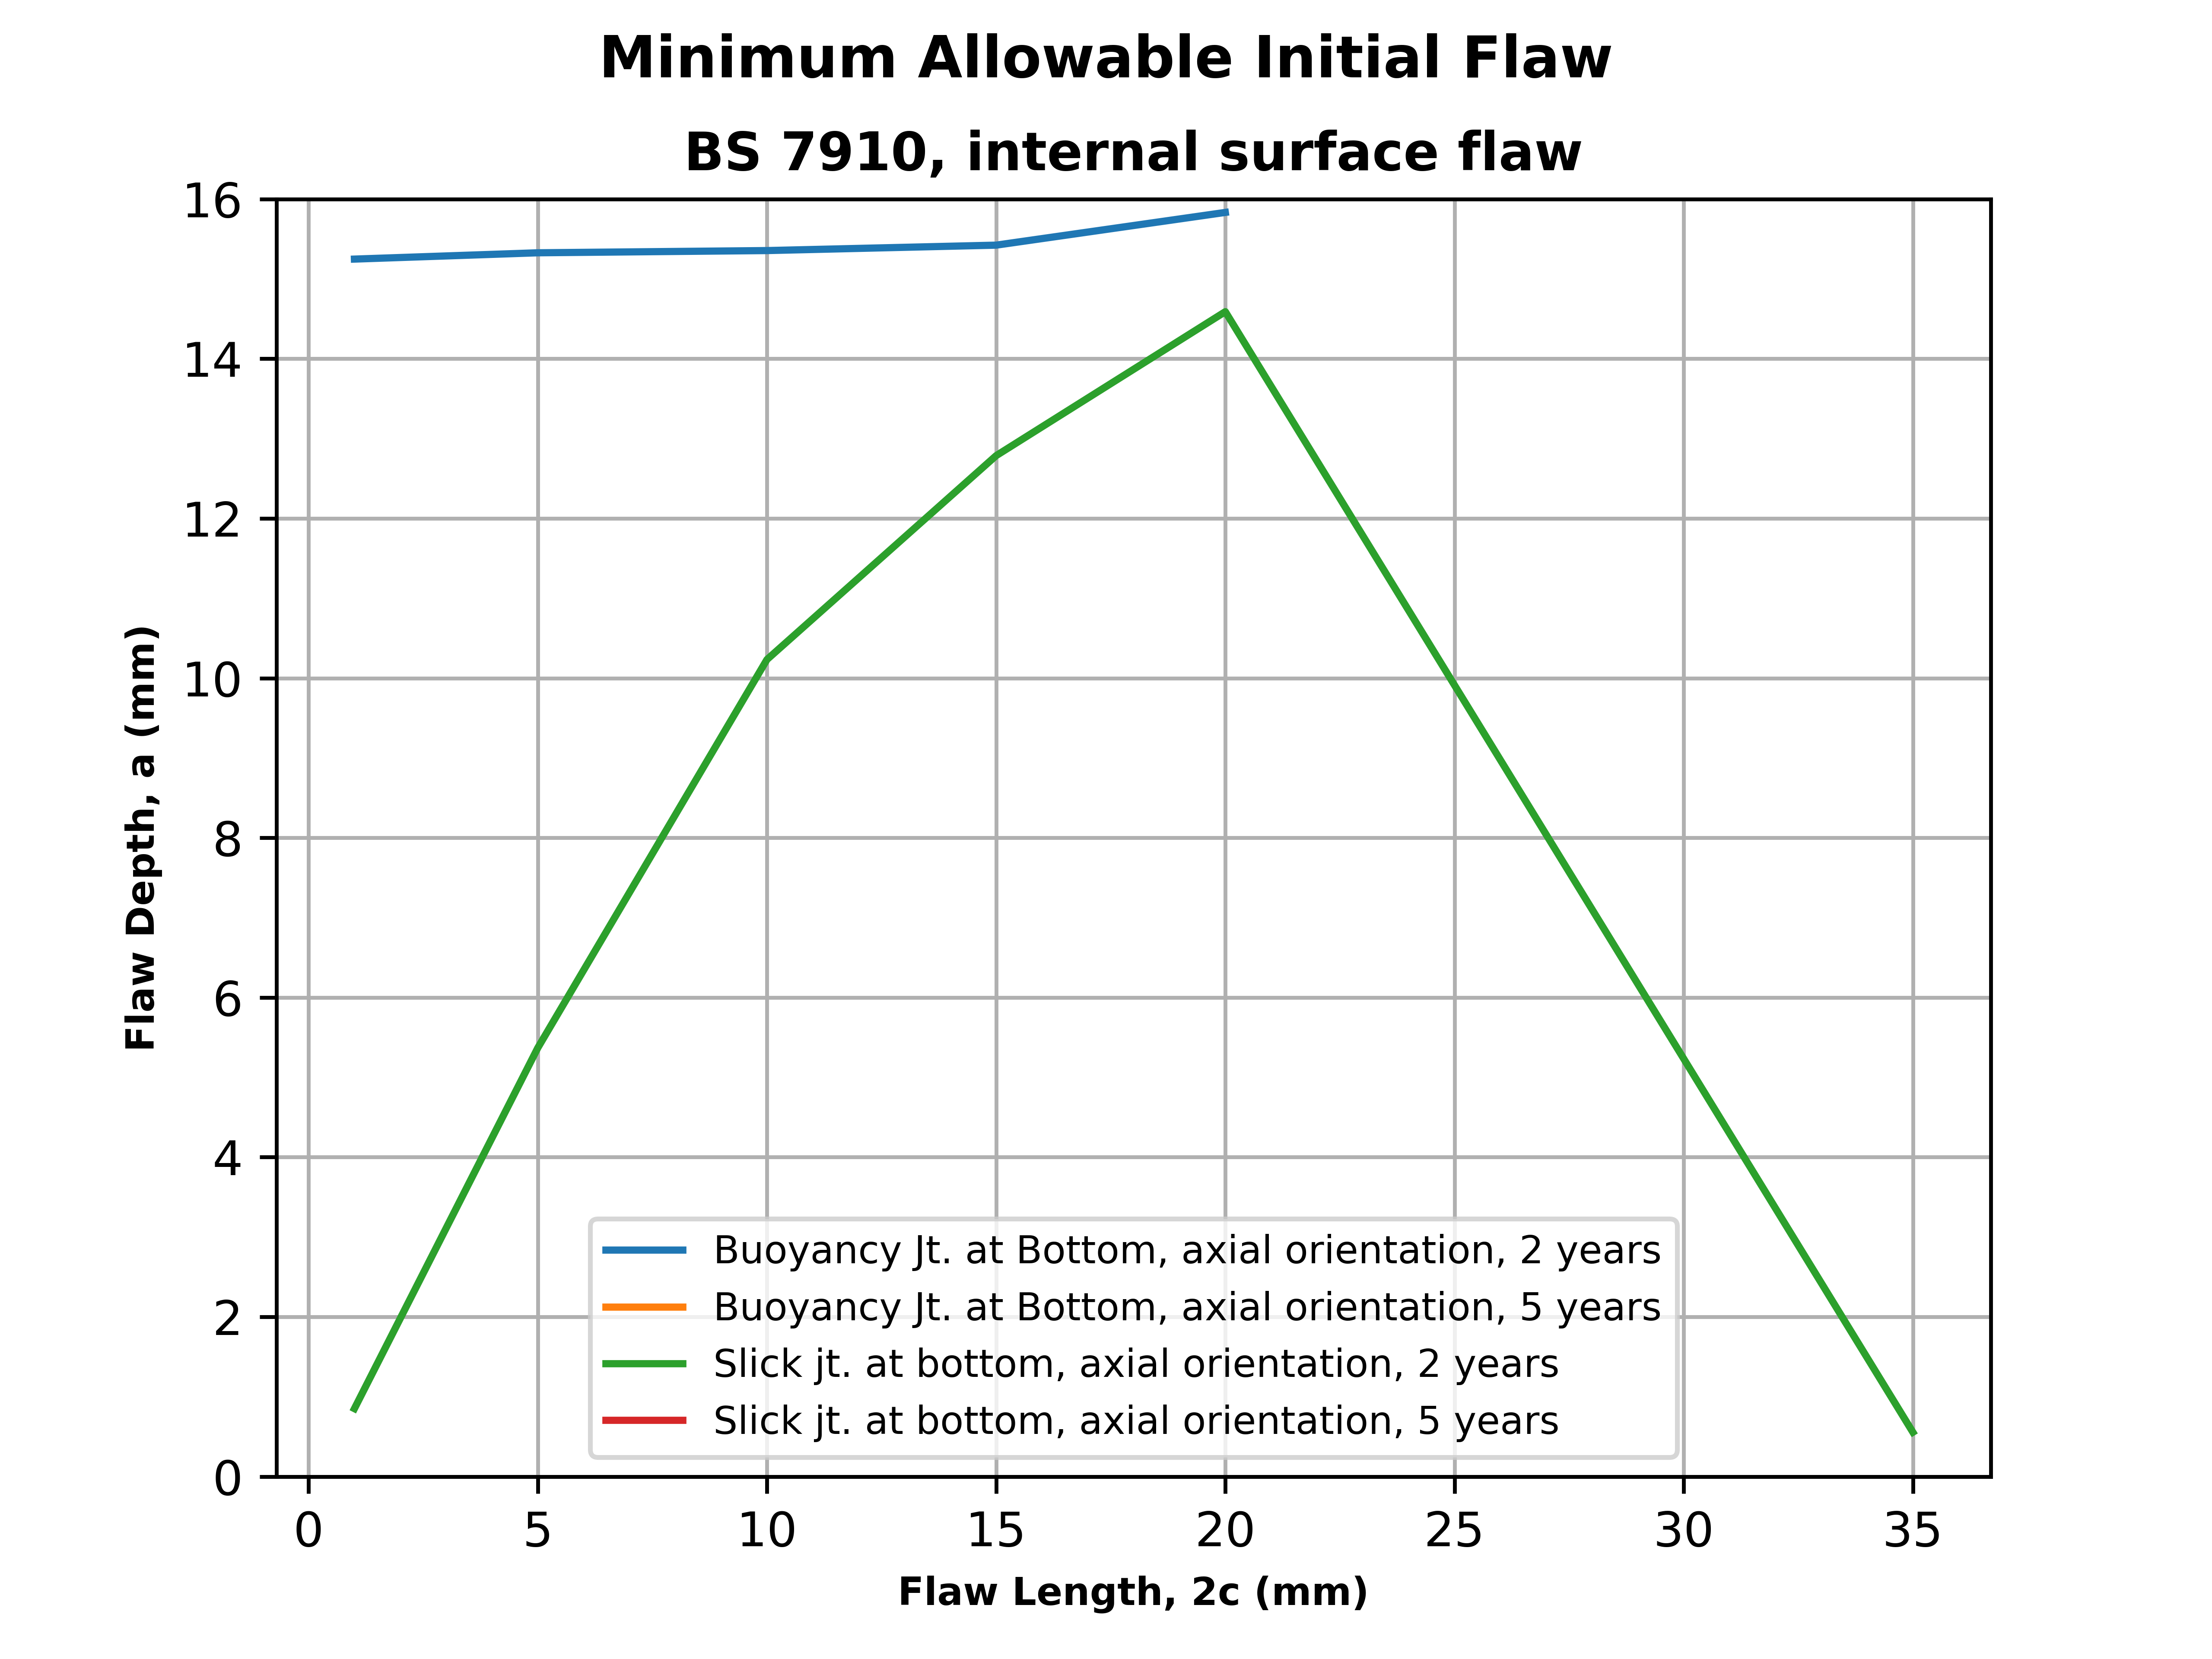 Minimum Allowable Initial Flaw
BS 7910, internal surface flaw
16
14
12
10
8
6
4
2
0
Flaw Depth, a (mm)
Buoyancy Jt. at Bottom, axial orientation, 2 years
Buoyancy Jt. at Bottom, axial orientation, 5 years
Slick jt. at bottom, axial orientation, 2 years
Slick jt. at bottom, axial orientation, 5 years
0 5 10 15 20 25 30 35
Flaw Length, 2c (mm)